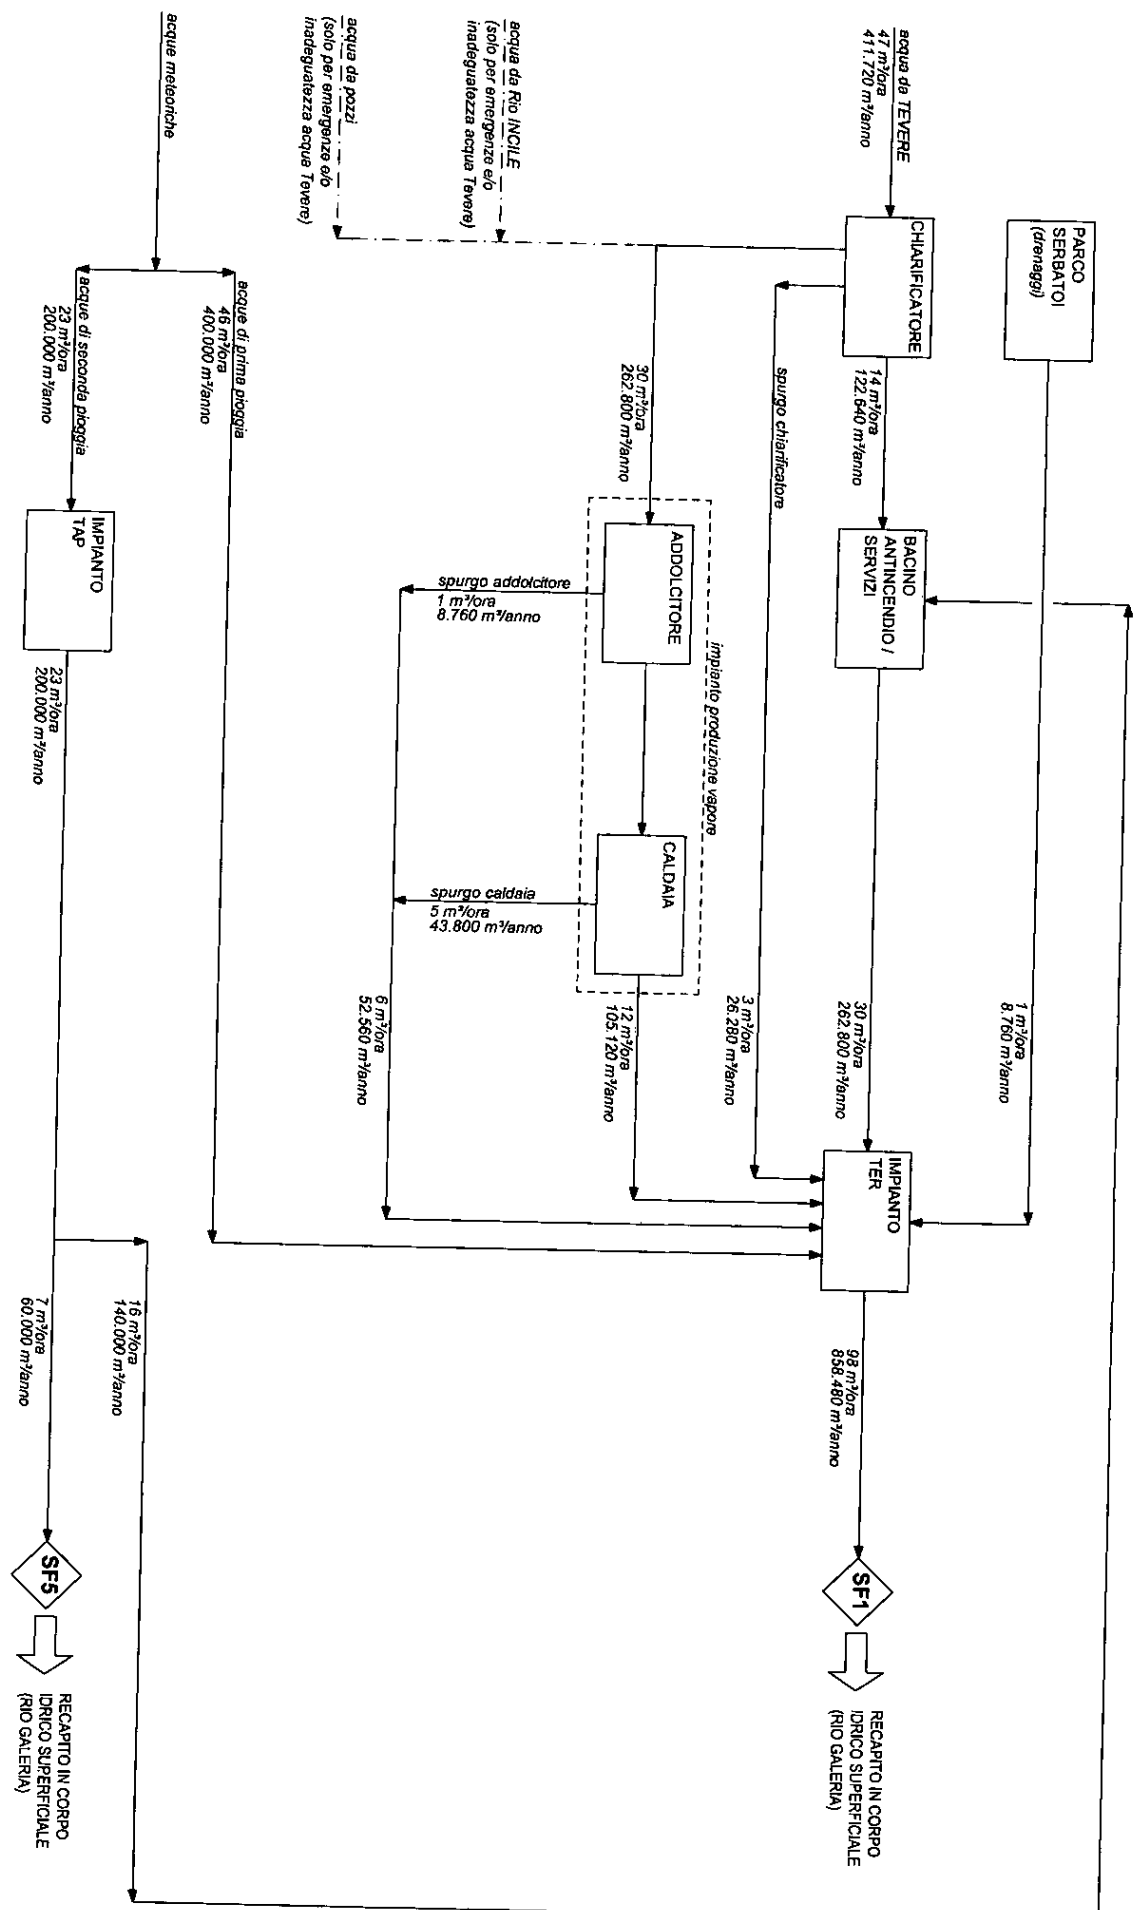 PARCO
SERBATOI
(drenaggi)
1 m³/ora
8.760 m³/anno
acqua da TEVERE
47 m³/ora
411.720 m³/anno
CHIARIFICATORE
14 m³/ora
122.640 m³/anno
BACINO
ANTINCENDIO /
SERVIZI
30 m³/ora
262.800 m³/anno
IMPIANTO
TER
98 m³/ora
858.480 m³/anno
SF1
RECAPITO IN CORPO
IDRICO SUPERFICIALE
(RIO GALERIA)
spurgo chiarificatore
3 m³/ora
26.280 m³/anno
acqua da Rio INCILE
(solo per emergenze e/o
inadeguatezza acqua Tevere)
30 m³/ora
262.800 m³/anno
impianto produzione vapore
ADDOLCITORE
CALDAIA
12 m³/ora
105.120 m³/anno
spurgo addolcitore
1 m³/ora
8.760 m³/anno
spurgo caldaia
5 m³/ora
43.800 m³/anno
6 m³/ora
52.560 m³/anno
acqua da pozzi
(solo per emergenze e/o
inadeguatezza acqua Tevere)
acque meteoriche
acque di prima pioggia
46 m³/ora
400.000 m³/anno
acque di seconda pioggia
23 m³/ora
200.000 m³/anno
IMPIANTO
TAP
23 m³/ora
200.000 m³/anno
16 m³/ora
140.000 m³/anno
7 m³/ora
60.000 m³/anno
SF5
RECAPITO IN CORPO
IDRICO SUPERFICIALE
(RIO GALERIA)